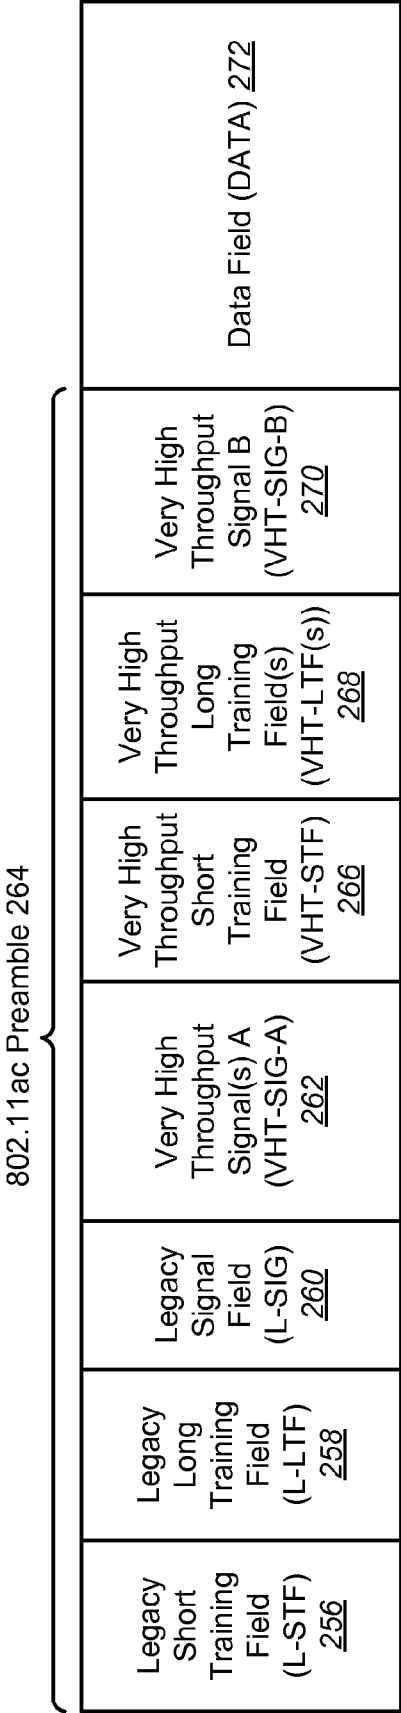 802.11ac Preamble 264
Legacy
Short
Training
Field
(L-STF)
256
Legacy
Long
Training
Field
(L-LTF)
258
Legacy
Signal
Field
(L-SIG)
260
Very High
Throughput
Signal(s) A
(VHT-SIG-A)
262
Very High
Throughput
Short
Training
Field
(VHT-STF)
266
Very High
Throughput
Long
Training
Field(s)
(VHT-LTF(s))
268
Very High
Throughput
Signal B
(VHT-SIG-B)
270
Data Field (DATA) 272